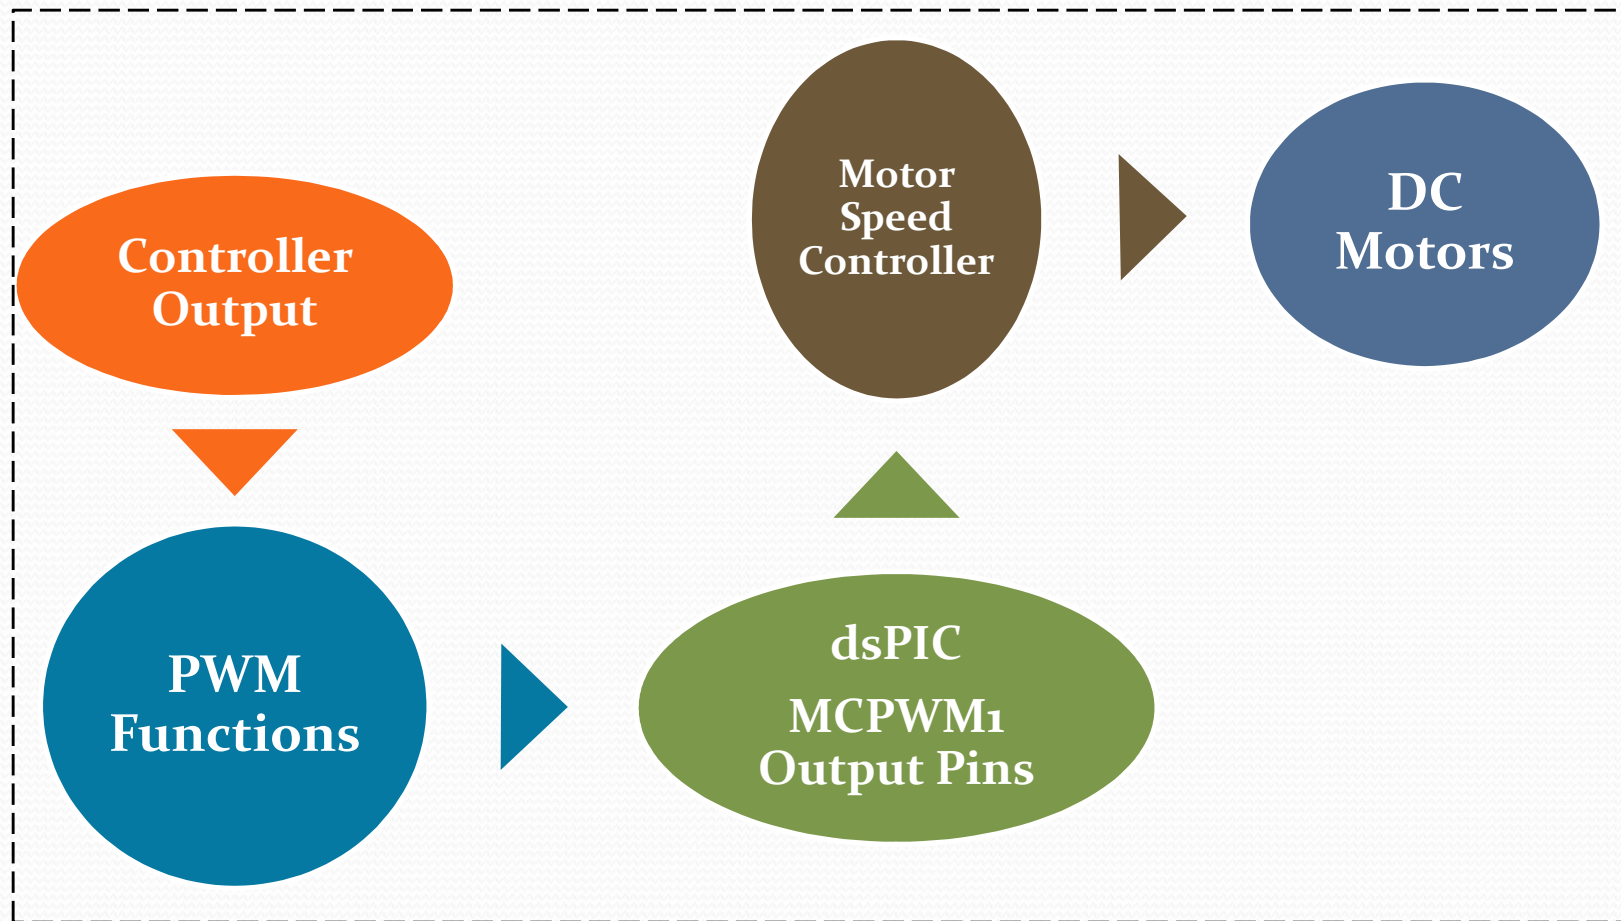 Controller
Output
PWM
Functions
dsPIC
MCPWM1
Output Pins
Motor
Speed
Controller
DC
Motors